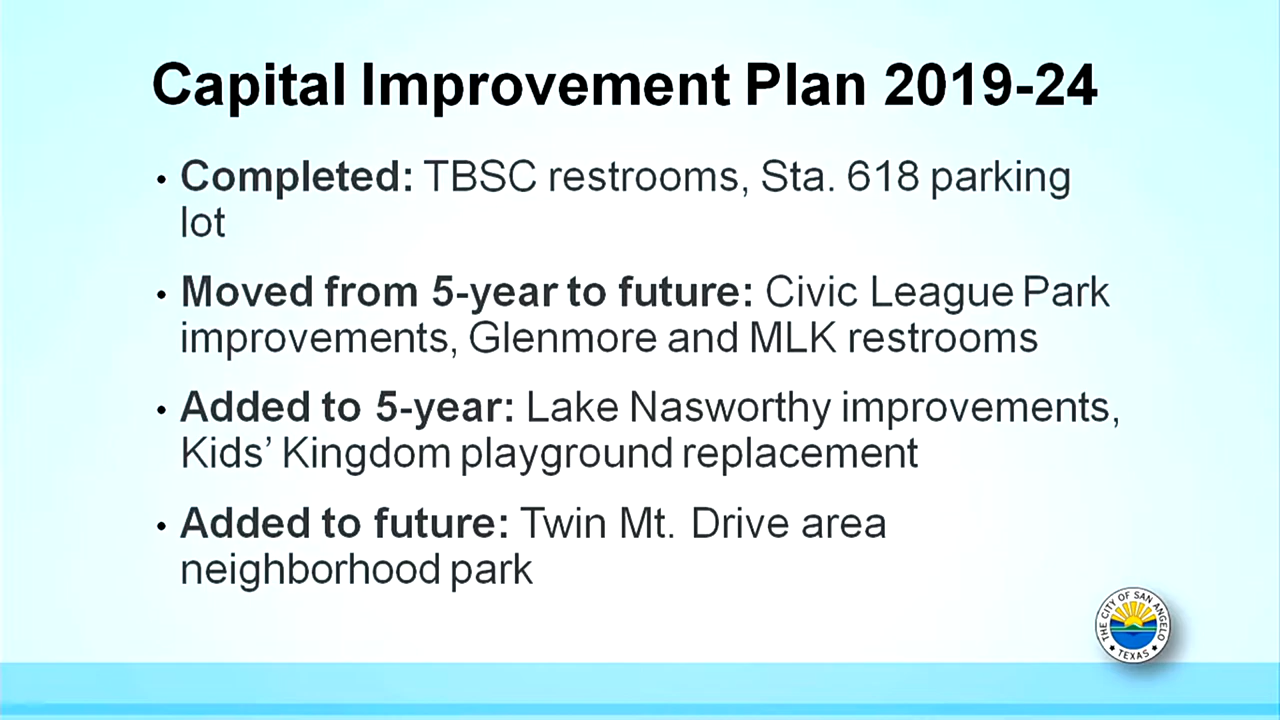 Capital Improvement Plan 2019-24
• Completed: TBSC restrooms, Sta. 618 parking
lot
• Moved from 5-year to future: Civic League Park
improvements, Glenmore and MLK restrooms
• Added to 5-year: Lake Nasworthy improvements,
Kids’ Kingdom playground replacement
• Added to future: Twin Mt. Drive area
neighborhood park
THE CITY OF SAN ANGELO
TEXAS